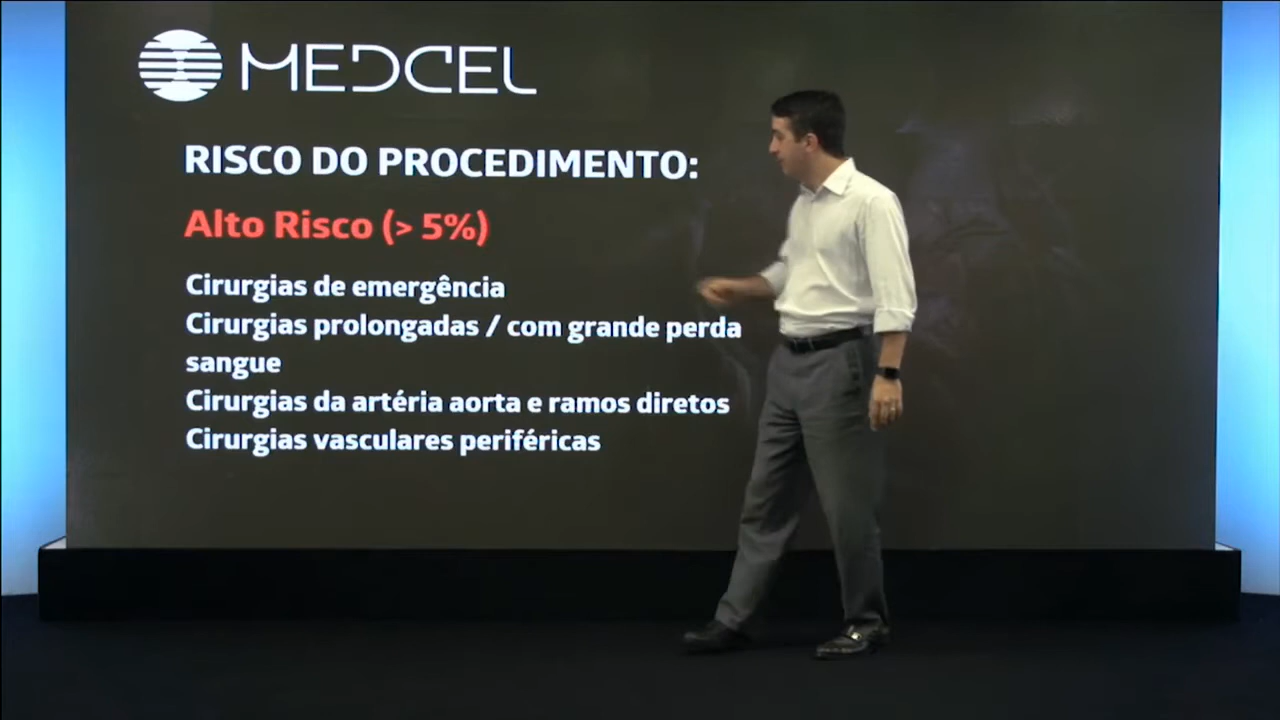 MEDCEL
RISCO DO PROCEDIMENTO:
Alto Risco (> 5%)
Cirurgias de emergência
Cirurgias prolongadas / com grande perda
sangue
Cirurgias da artéria aorta e ramos diretos
Cirurgias vasculares periféricas